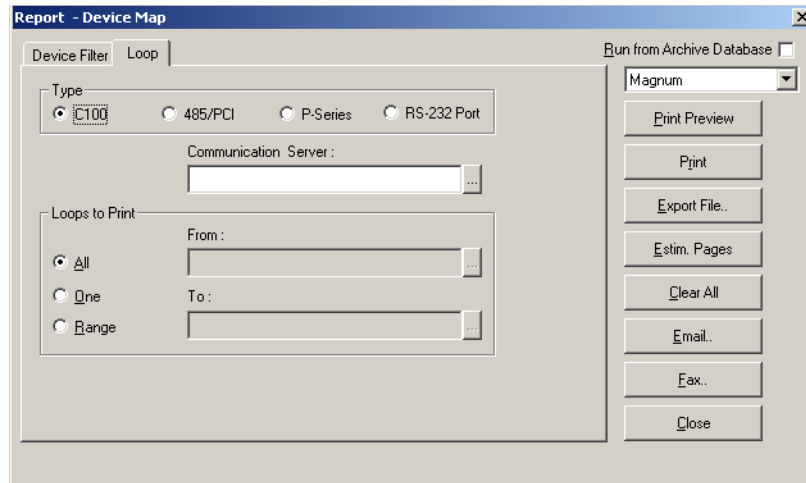 Report - Device Map
Device Filter
Loop
Type
C100
485/PCI
P-Series
RS-232 Port
Communication Server :
...
Loops to Print
From :
All
...
One
To :
Range
...
Run from Archive Database
Magnum
Print Preview
Print
Export File..
Estim. Pages
Clear All
Email..
Fax..
Close